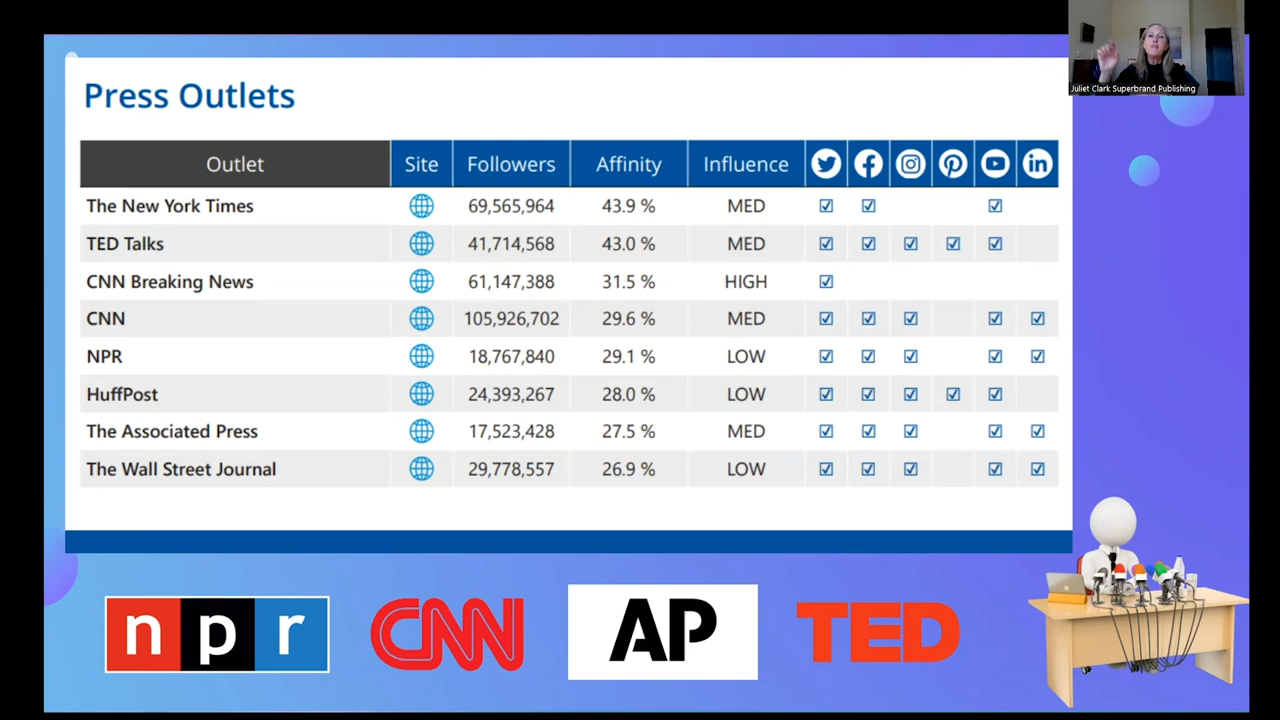 Juliet Clark Superbrand Publishing
Press Outlets
Outlet Site Followers Affinity Influence
The New York Times 69,565,964 43.9 % MED
TED Talks 41,714,568 43.0 % MED
CNN Breaking News 61,147,388 31.5 % HIGH
CNN 105,926,702 29.6 % MED
NPR 18,767,840 29.1 % LOW
HuffPost 24,393,267 28.0 % LOW
The Associated Press 17,523,428 27.5 % MED
The Wall Street Journal 29,778,557 26.9 % LOW
npr CNN AP TED